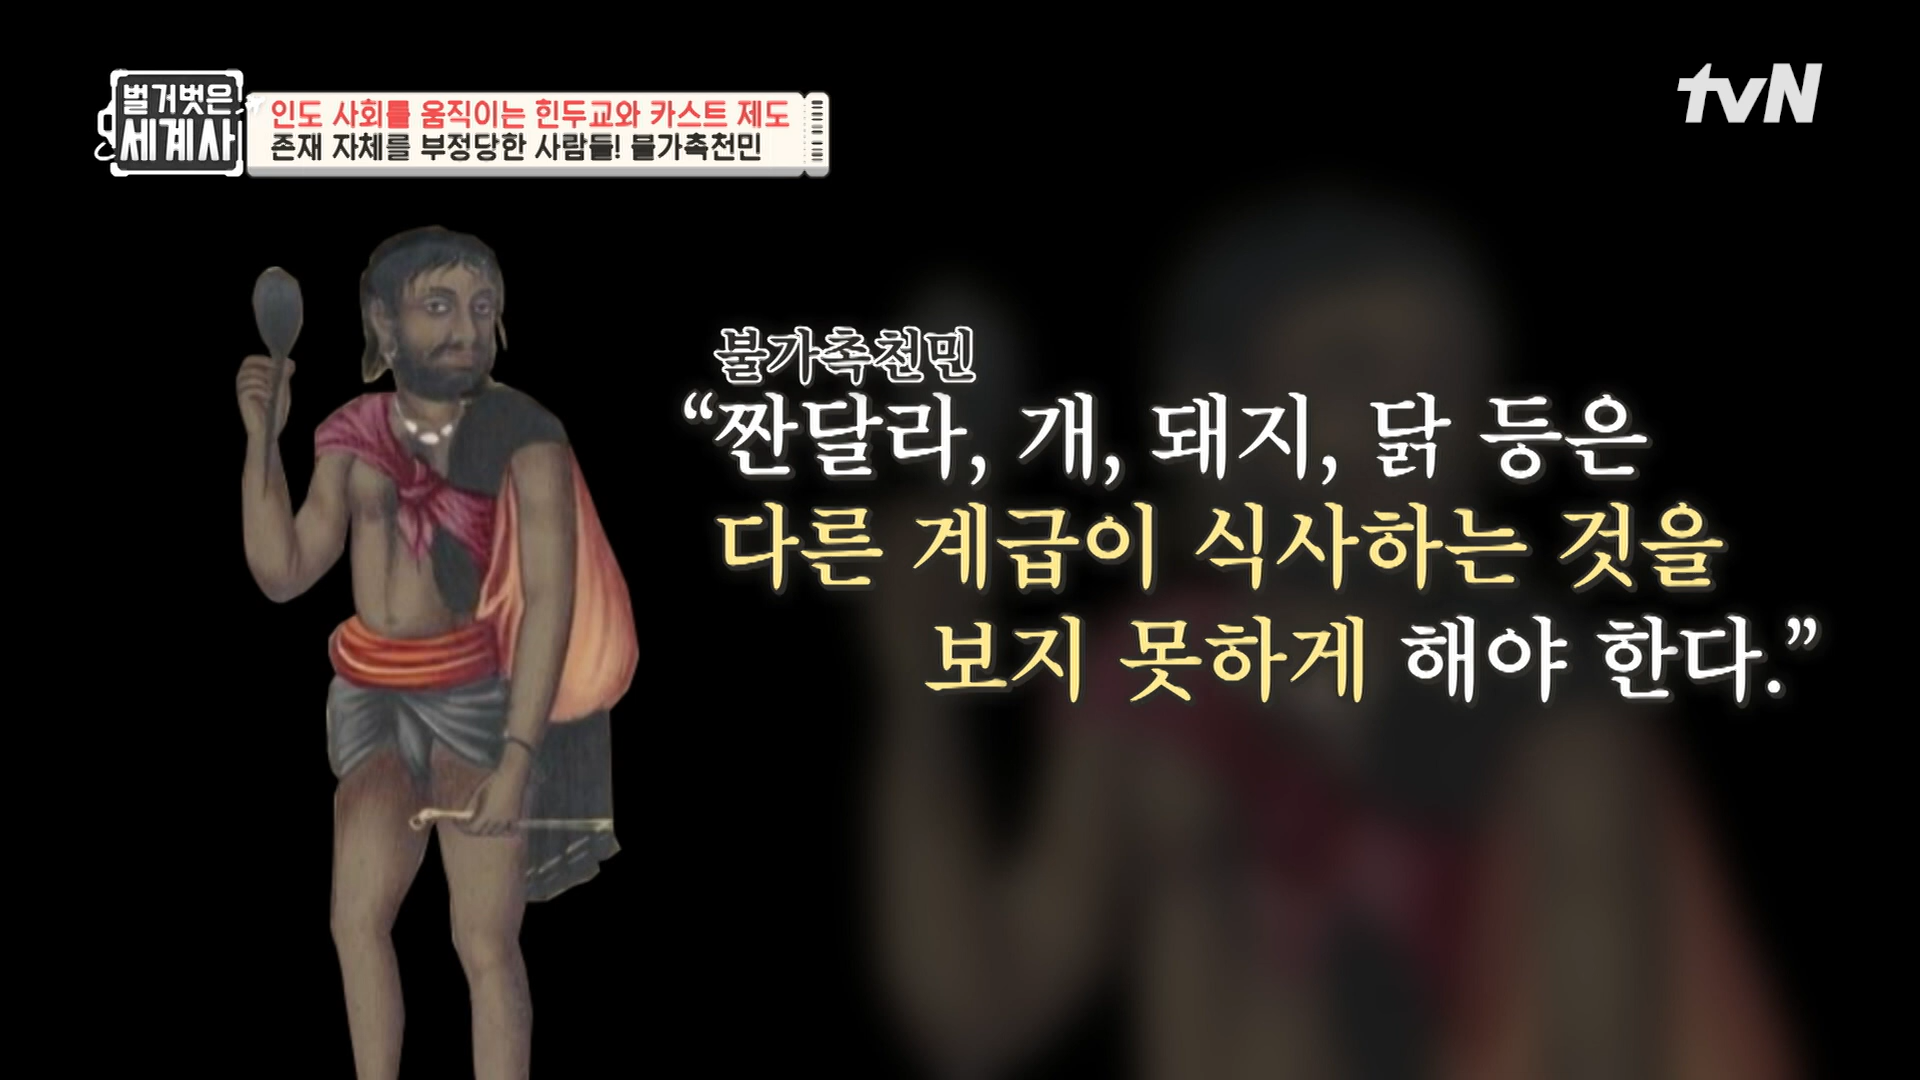 벌거벗은
세계사
인도 사회를 움직이는 힌두교와 카스트 제도
존재 자체를 부정당한 사람들! 불가촉천민
tvN
불가촉천민
“짠달라, 개, 돼지, 닭 등은
다른 계급이 식사하는 것을
보지 못하게 해야 한다.”